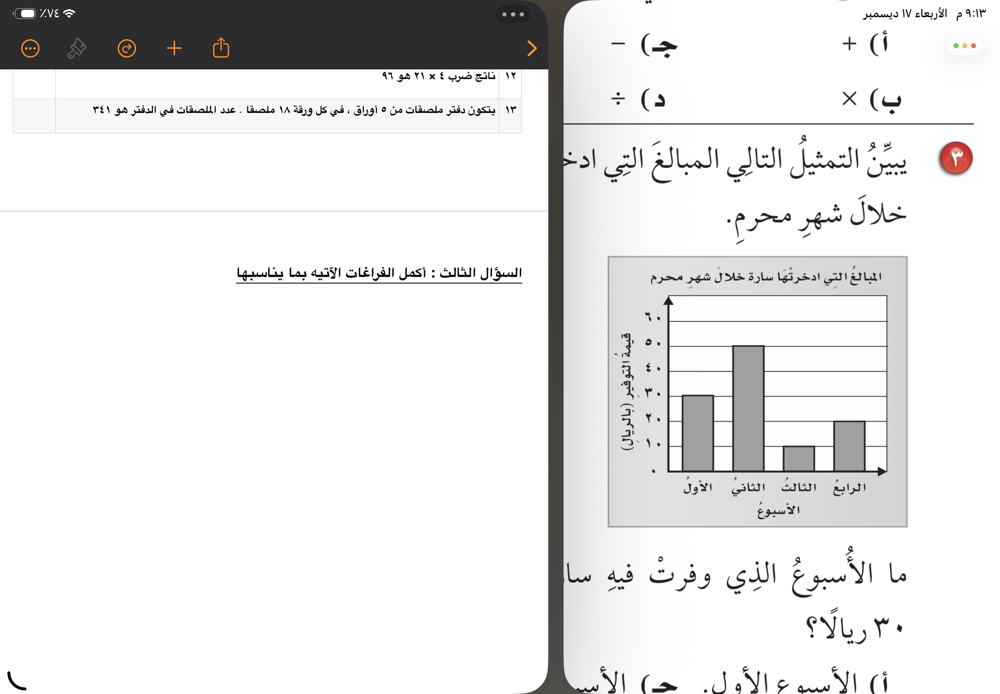 ٩:١٣ م الأربعاء ١٧ ديسمبر
٪٧٤
أ) +
جـ) −
ب) ×
د) ÷
٣
يبيِّنُ التمثيلُ التالِي المبالغَ التِي
خلالَ شهرِ محرمِ.
المبالغُ التِي ادخرتْهَا سارة خلالَ شهرِ محرم
قيمةُ التوفيرِ (بالريالِ)
٦٠
٥٠
٤٠
٣٠
٢٠
١٠
٠
الأولُ الثانيُ الثالثُ الرابعُ
الأسبوعُ
ما الأُسبوعُ الذِي وفرتْ فيهِ
٣٠ ريالًا؟
أ) الأسبوع الأول.
جـ)
١٢ ناتج ضرب ٤ × ٢١ هو ٩٦
١٣ يتكون دفتر ملصقات من ٥ أوراق ، في كل ورقة ١٨ ملصقا . عدد الملصقات في الدفتر هو ٣٤١
السؤال الثالث : أكمل الفراغات الآتيه بما يناسبها